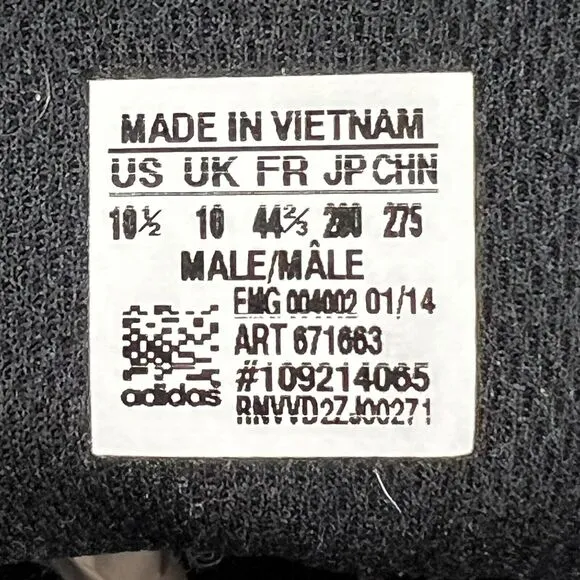 MADE IN VIETNAM
US UK FR JP CHN
10½ 10 44⅔ 280 275
MALE/MÂLE
EMG 004002 01/14
ART 671663
#109214065
adidas
RNVVD2ZJ00271